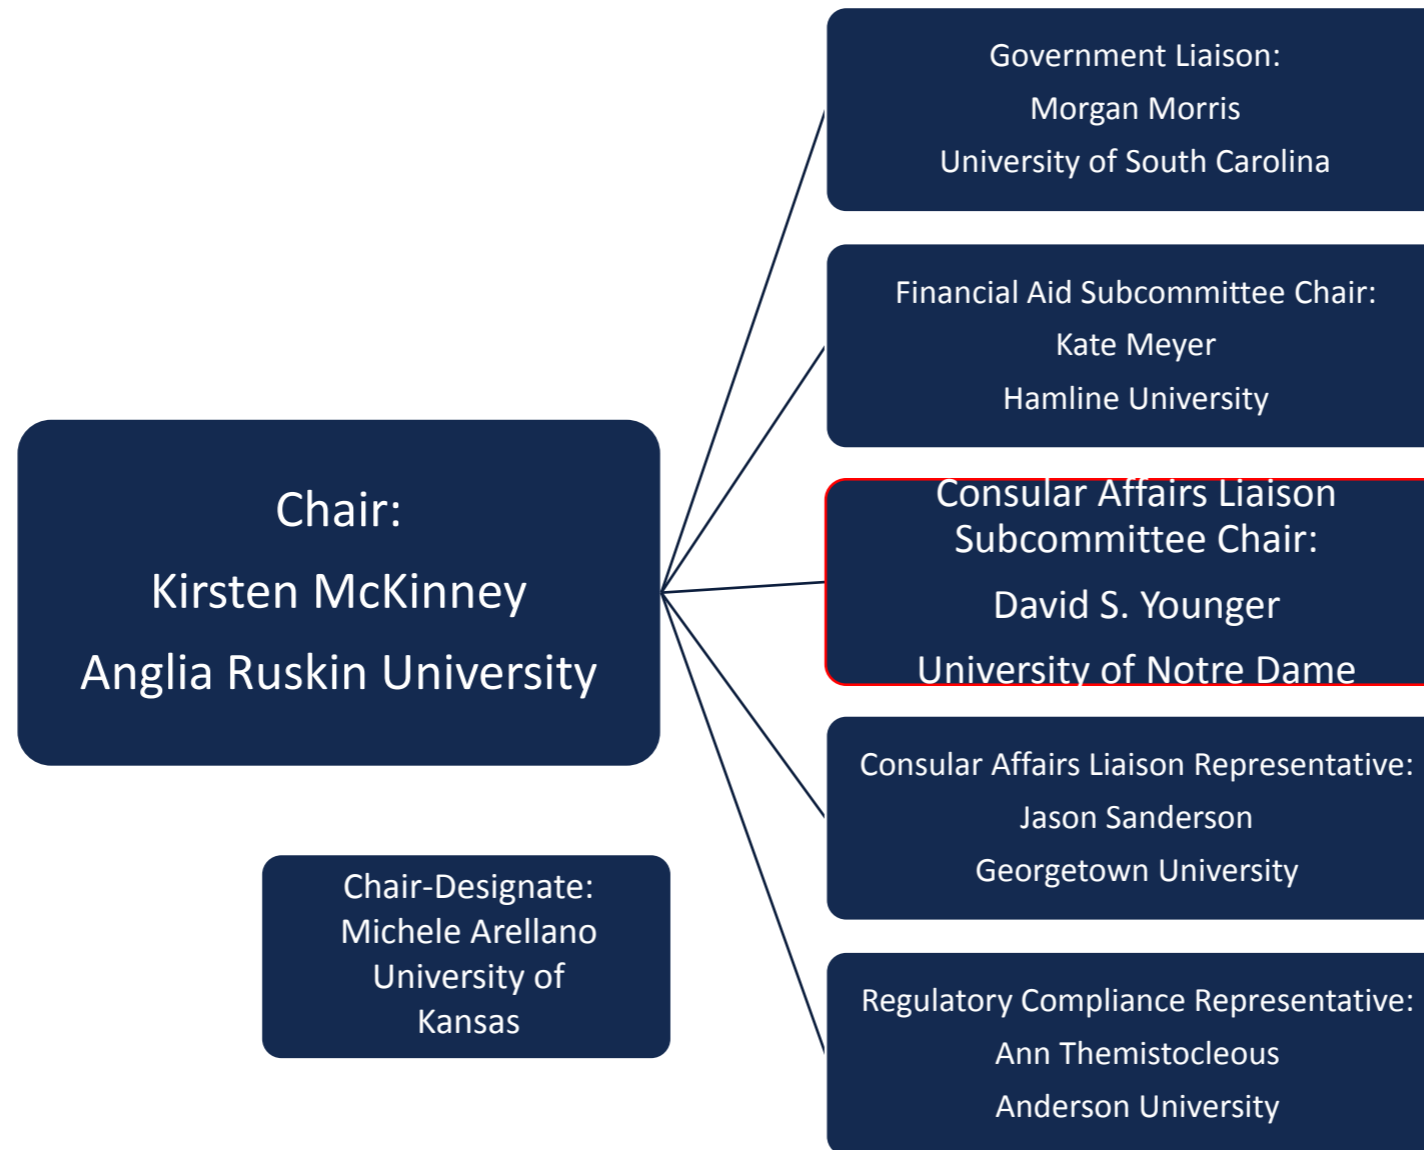 Chair:
Kirsten McKinney
Anglia Ruskin University
Chair-Designate:
Michele Arellano
University of
Kansas
Government Liaison:
Morgan Morris
University of South Carolina
Financial Aid Subcommittee Chair:
Kate Meyer
Hamline University
Consular Affairs Liaison
Subcommittee Chair:
David S. Younger
University of Notre Dame
Consular Affairs Liaison Representative:
Jason Sanderson
Georgetown University
Regulatory Compliance Representative:
Ann Themistocleous
Anderson University